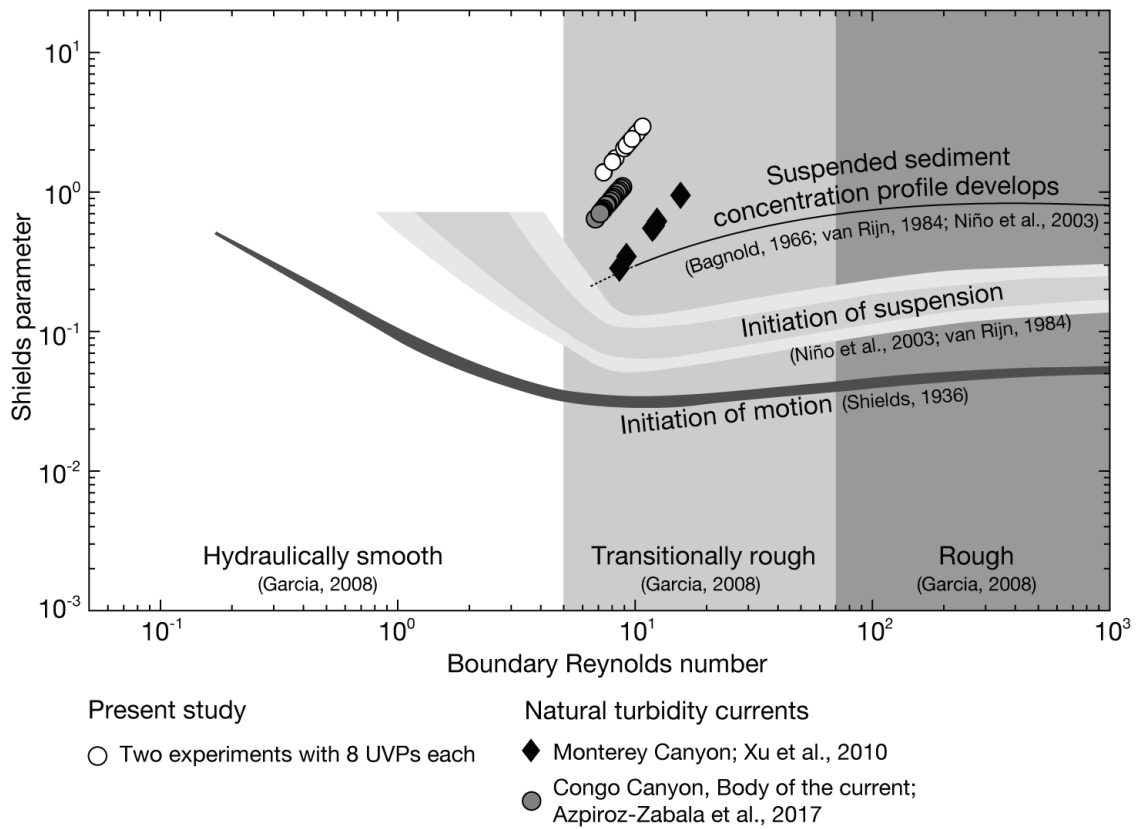 10¹
10⁰
10⁻¹
10⁻²
10⁻³
Shields parameter
Suspended sediment
concentration profile develops
(Bagnold, 1966; van Rijn, 1984; Niño et al., 2003)
Initiation of suspension
(Niño et al., 2003; van Rijn, 1984)
Initiation of motion (Shields, 1936)
Hydraulically smooth
(Garcia, 2008)
Transitionally rough
(Garcia, 2008)
Rough
(Garcia, 2008)
10⁻¹ 10⁰ 10¹ 10² 10³
Boundary Reynolds number
Present study
Two experiments with 8 UVPs each
Natural turbidity currents
Monterey Canyon; Xu et al., 2010
Congo Canyon, Body of the current;
Azpiroz-Zabala et al., 2017